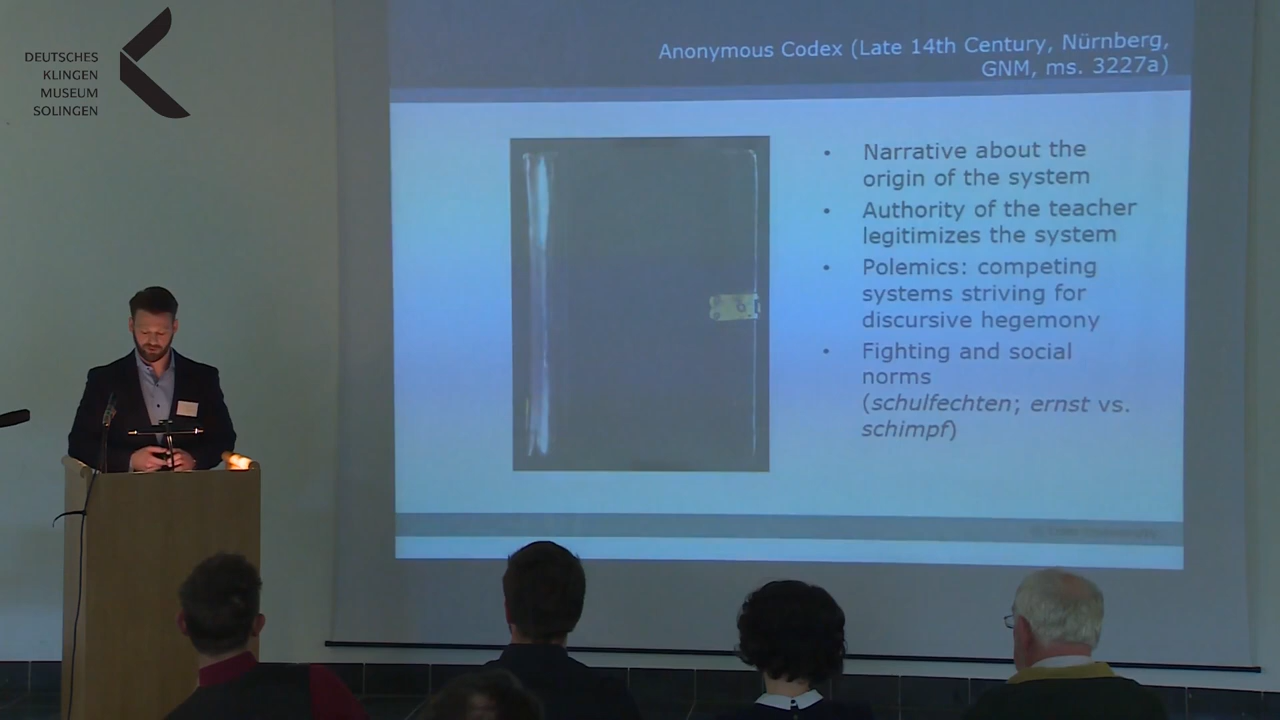 DEUTSCHES
KLINGEN
MUSEUM
SOLINGEN
Anonymous Codex (Late 14th Century, Nürnberg,
GNM, ms. 3227a)
• Narrative about the
origin of the system
• Authority of the teacher
legitimizes the system
• Polemics: competing
systems striving for
discursive hegemony
• Fighting and social
norms
(schulfechten; ernst vs.
schimpf)